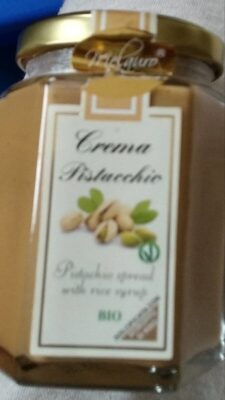 Crema
Pistacchio
Pistachio spread
with rice syrup
BIO